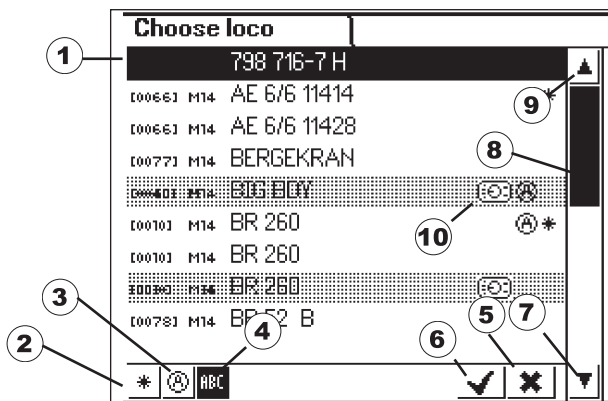 Choose loco
1 798 716-7 H
[0066] M14 AE 6/6 11414 *
9
[0066] M14 AE 6/6 11428
8
[0077] M14 BERGEKRAN
M14 BIG BOY A
10
[0010] M14 BR 260 A *
[0010] M14 BR 260
BR 260
3
[0078] M14 BR 52 B
4 6 5 7
2
* A ABC